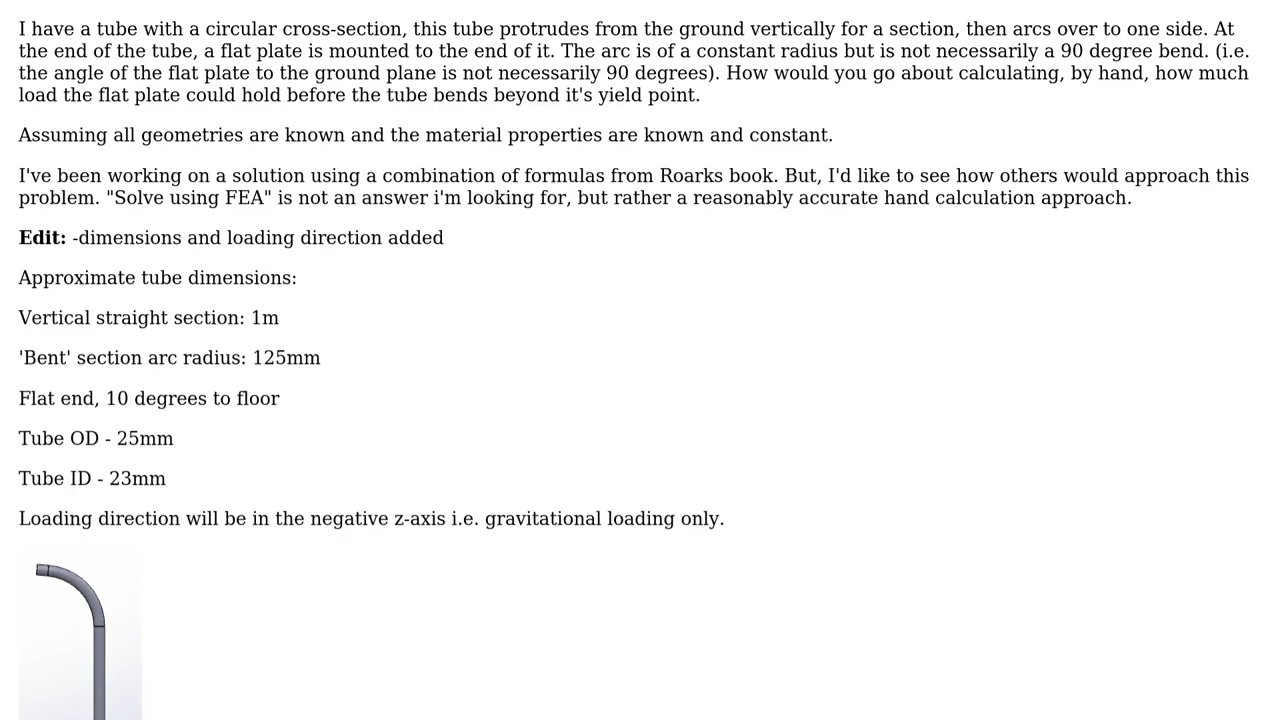 I have a tube with a circular cross-section, this tube protrudes from the ground vertically for a section, then arcs over to one side. At
the end of the tube, a flat plate is mounted to the end of it. The arc is of a constant radius but is not necessarily a 90 degree bend. (i.e.
the angle of the flat plate to the ground plane is not necessarily 90 degrees). How would you go about calculating, by hand, how much
load the flat plate could hold before the tube bends beyond it's yield point.
Assuming all geometries are known and the material properties are known and constant.
I've been working on a solution using a combination of formulas from Roarks book. But, I'd like to see how others would approach this
problem. "Solve using FEA" is not an answer i'm looking for, but rather a reasonably accurate hand calculation approach.
Edit: -dimensions and loading direction added
Approximate tube dimensions:
Vertical straight section: 1m
'Bent' section arc radius: 125mm
Flat end, 10 degrees to floor
Tube OD - 25mm
Tube ID - 23mm
Loading direction will be in the negative z-axis i.e. gravitational loading only.